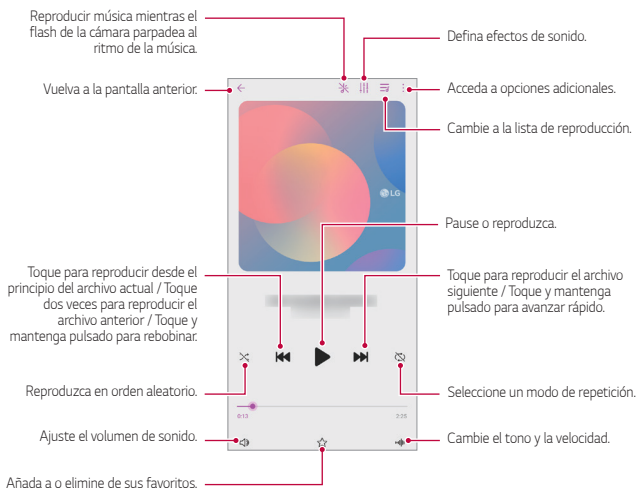 Reproducir música mientras el
flash de la cámara parpadea al
ritmo de la música.
Defina efectos de sonido.
Vuelva a la pantalla anterior.
Acceda a opciones adicionales.
Cambie a la lista de reproducción.
LG
Pause o reproduzca.
Toque para reproducir desde el
principio del archivo actual / Toque
dos veces para reproducir el
archivo anterior / Toque y
mantenga pulsado para rebobinar.
Toque para reproducir el archivo
siguiente / Toque y mantenga
pulsado para avanzar rápido.
Reproduzca en orden aleatorio.
Seleccione un modo de repetición.
0:13
2:25
Ajuste el volumen de sonido.
Cambie el tono y la velocidad.
Añada a o elimine de sus favoritos.